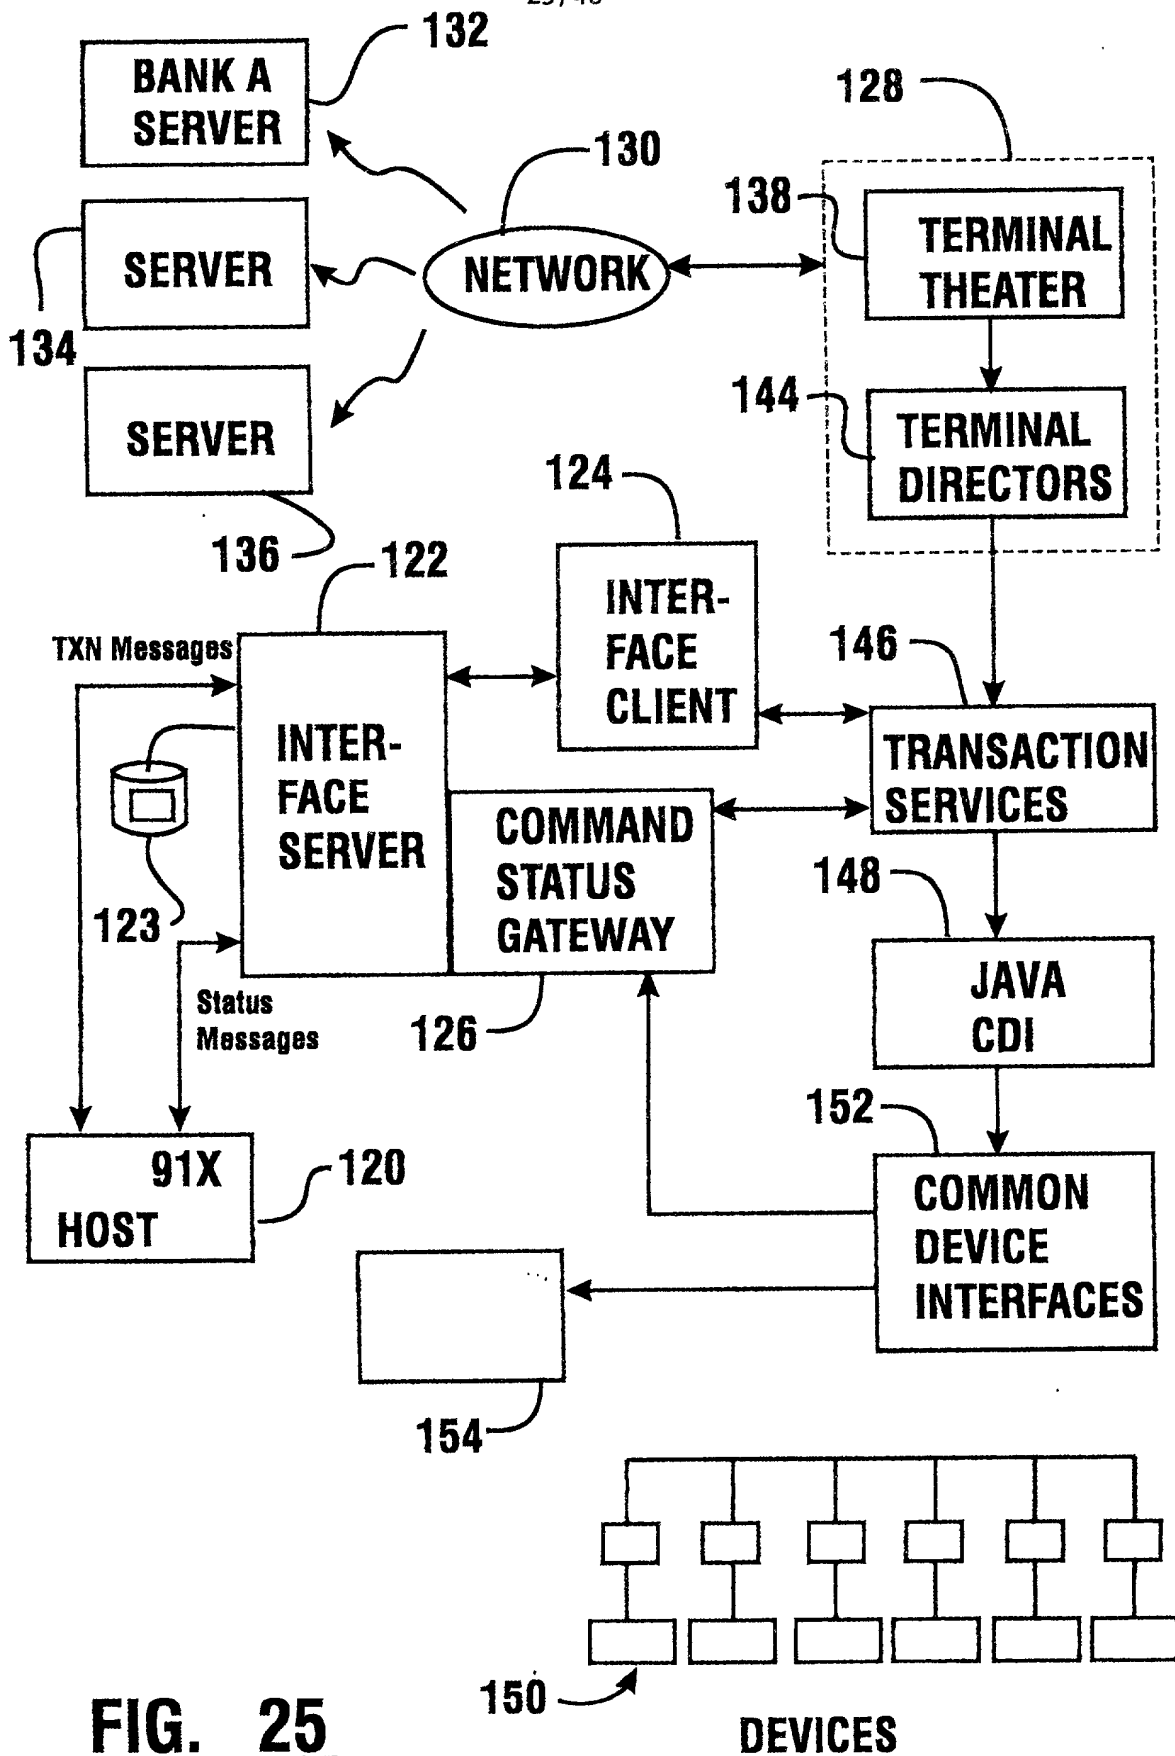 132
BANK A
SERVER
128
130
138
TERMINAL
THEATER
NETWORK
SERVER
134
144
TERMINAL
DIRECTORS
SERVER
124
136
122
INTER-
FACE
CLIENT
TXN Messages
146
INTER-
FACE
SERVER
TRANSACTION
SERVICES
COMMAND
STATUS
GATEWAY
148
123
JAVA
CDI
Status
Messages
126
152
91X
HOST
120
COMMON
DEVICE
INTERFACES
154
150
DEVICES
FIG. 25